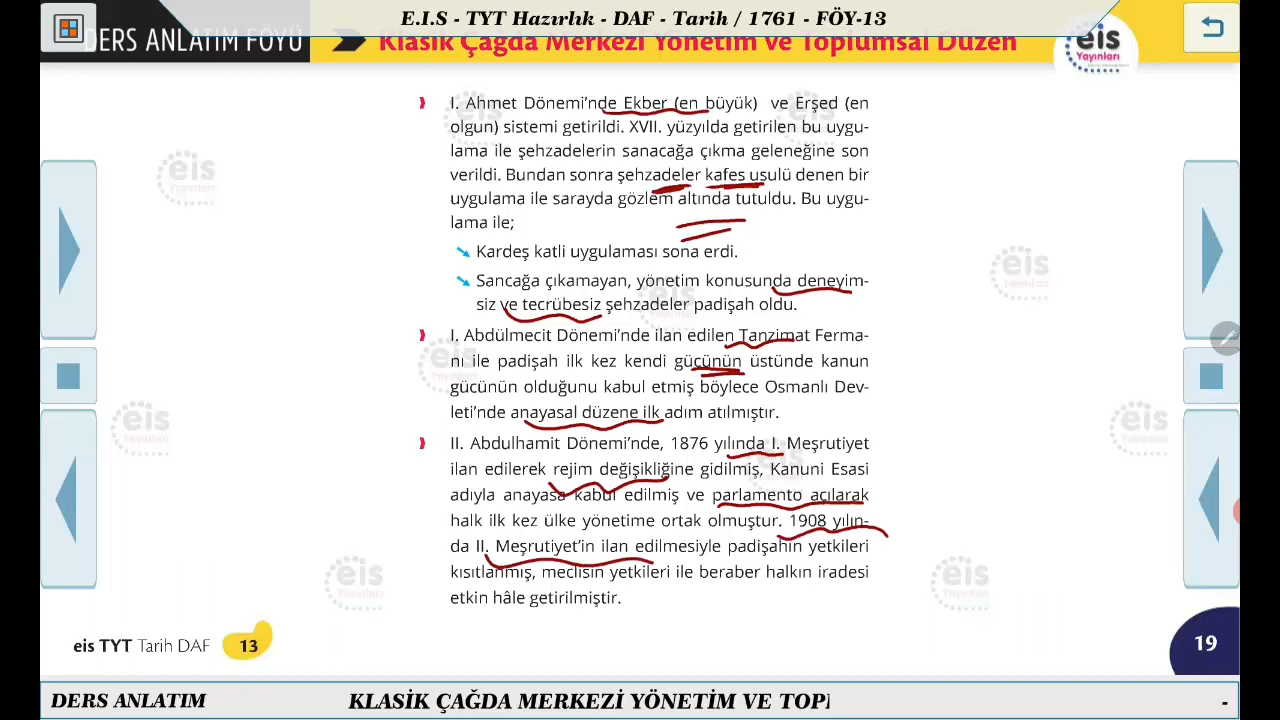 E.I.S - TYT Hazırlık - DAF - Tarih / 1761 - FÖY-13
DERS ANLATIM FÖYÜ
Klasik Çağda Merkezî Yönetim ve Toplumsal Düzen
eis
Yayınları
I. Ahmet Dönemi’nde Ekber (en büyük) ve Erşed (en
olgun) sistemi getirildi. XVII. yüzyılda getirilen bu uygu-
lama ile şehzadelerin sanacağa çıkma geleneğine son
verildi. Bundan sonra şehzadeler kafes usulü denen bir
uygulama ile sarayda gözlem altında tutuldu. Bu uygu-
lama ile;
Kardeş katli uygulaması sona erdi.
Sancağa çıkamayan, yönetim konusunda deneyim-
siz ve tecrübesiz şehzadeler padişah oldu.
I. Abdülmecit Dönemi’nde ilan edilen Tanzimat Ferma-
nı ile padişah ilk kez kendi gücünün üstünde kanun
gücünün olduğunu kabul etmiş böylece Osmanlı Dev-
leti’nde anayasal düzene ilk adım atılmıştır.
II. Abdulhamit Dönemi’nde, 1876 yılında I. Meşrutiyet
ilan edilerek rejim değişikliğine gidilmiş, Kanuni Esasi
adıyla anayasa kabul edilmiş ve parlamento açılarak
halk ilk kez ülke yönetime ortak olmuştur. 1908 yılın-
da II. Meşrutiyet’in ilan edilmesiyle padişahın yetkileri
kısıtlanmış, meclisin yetkileri ile beraber halkın iradesi
etkin hâle getirilmiştir.
eis TYT Tarih DAF 13
19
DERS ANLATIM KLASİK ÇAĞDA MERKEZİ YÖNETİM VE TOPI -